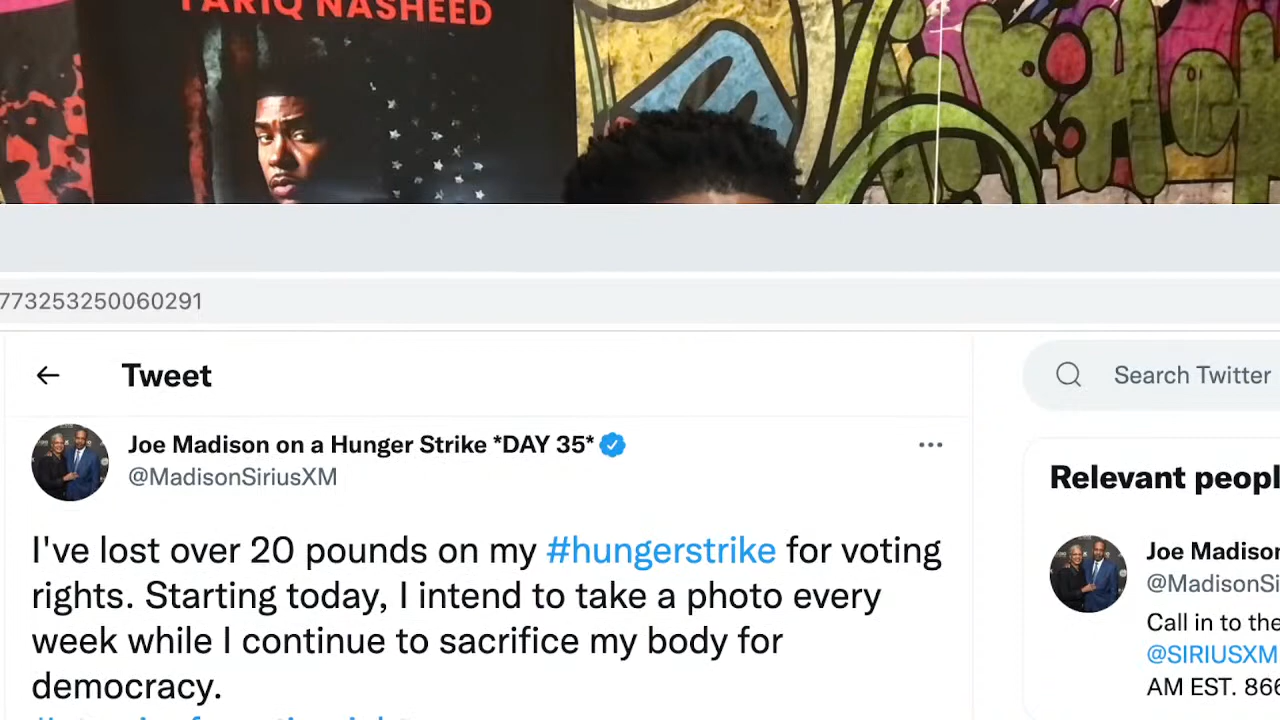 TARIQ NASHEED
773253250060291
Tweet
Search Twitter
Joe Madison on a Hunger Strike *DAY 35*
@MadisonSiriusXM
Relevant peopl
I've lost over 20 pounds on my #hungerstrike for voting
rights. Starting today, I intend to take a photo every
week while I continue to sacrifice my body for
democracy.
Joe Madison
@MadisonSi
Call in to the
@SIRIUSXM
AM EST. 866